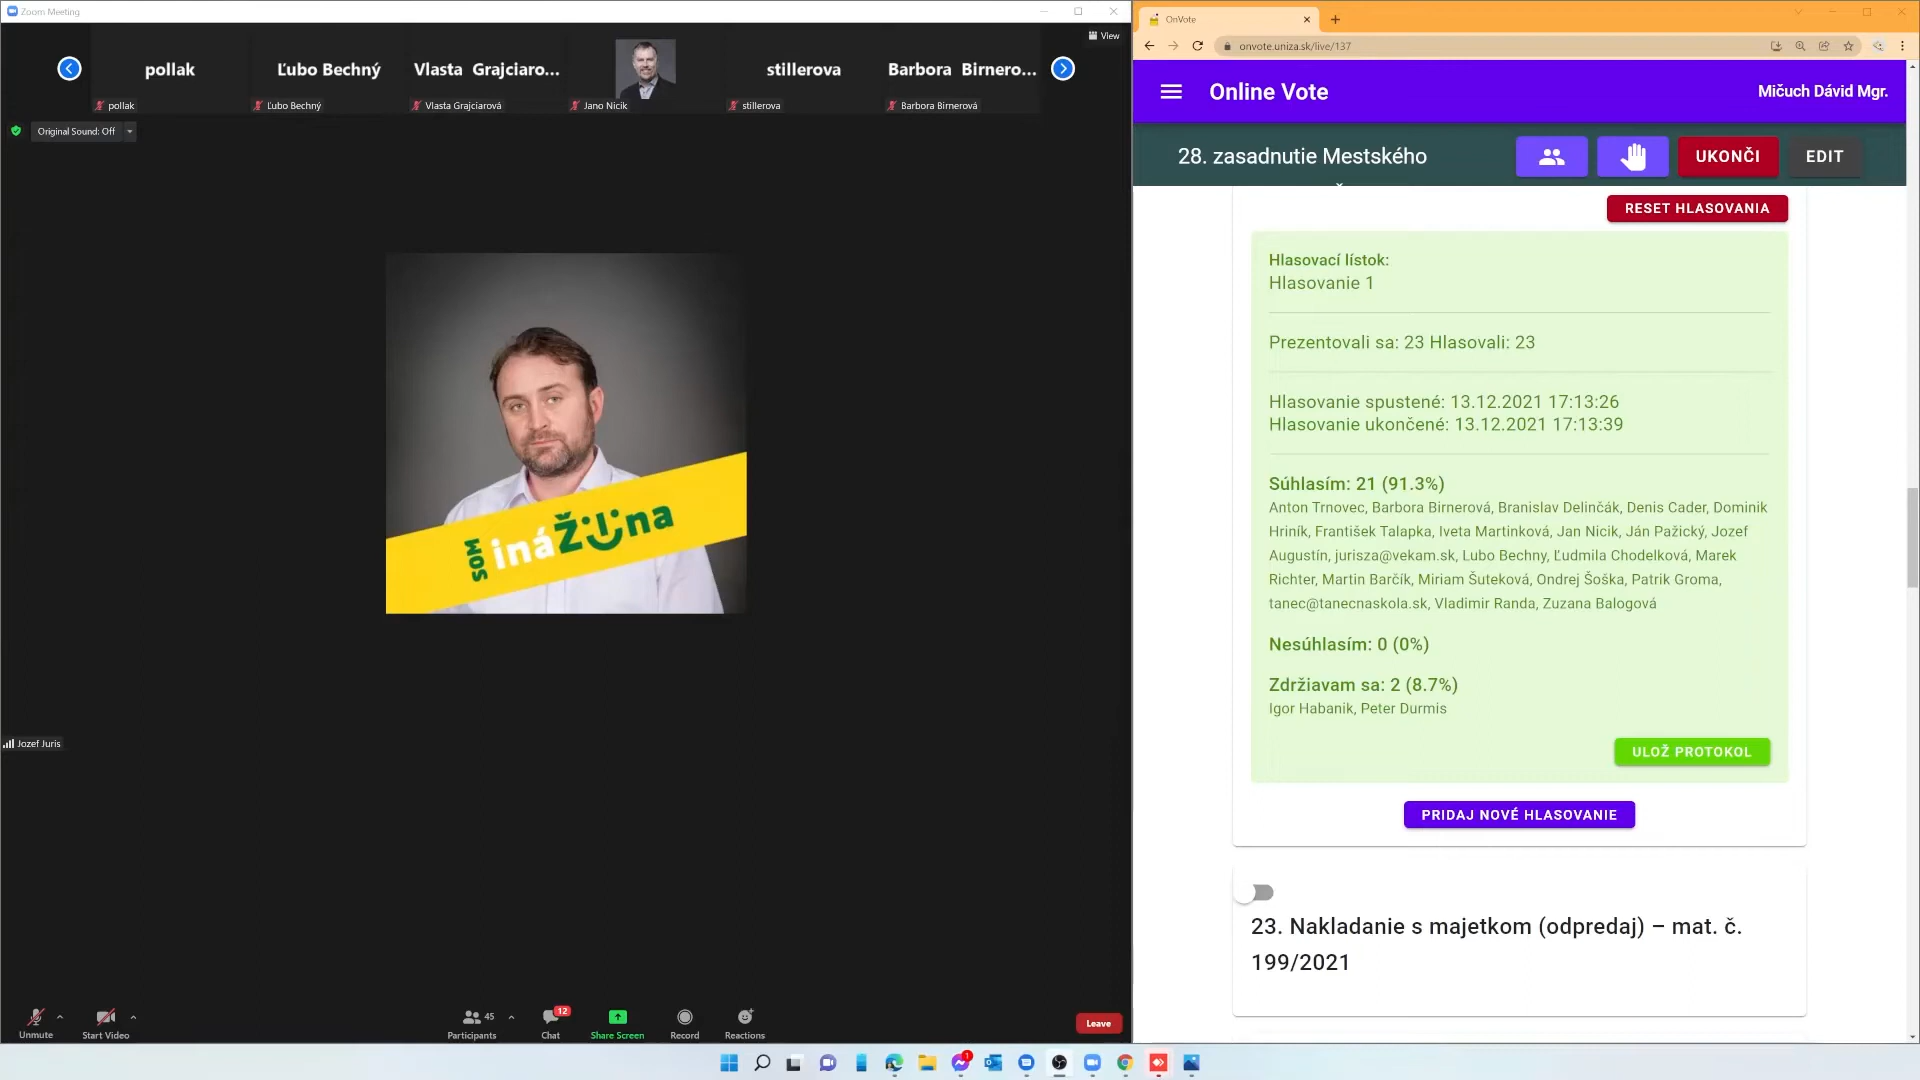 Zoom Meeting
View
pollak
Ľubo Bechný
Vlasta Grajciaro...
stillerova
Barbora Birnero...
pollak
Ľubo Bechný
Vlasta Grajciarová
Jano Nicik
stillerova
Barbora Birnerová
Original Sound: Off
SOM ináŽilina
Jozef Juris
Unmute
Start Video
45
Participants
12
Chat
Share Screen
Record
Reactions
Leave
OnVote
onvote.uniza.sk/live/137
Online Vote
Mičuch Dávid Mgr.
28. zasadnutie Mestského
UKONČI
EDIT
RESET HLASOVANIA
Hlasovací lístok:
Hlasovanie 1
Prezentovali sa: 23 Hlasovali: 23
Hlasovanie spustené: 13.12.2021 17:13:26
Hlasovanie ukončené: 13.12.2021 17:13:39
Súhlasím: 21 (91.3%)
Anton Trnovec, Barbora Birnerová, Branislav Delinčák, Denis Cader, Dominik
Hriník, František Talapka, Iveta Martinková, Jan Nicik, Ján Pažický, Jozef
Augustín, jurisza@vekam.sk, Lubo Bechny, Ľudmila Chodelková, Marek
Richter, Martin Barčík, Miriam Šuteková, Ondrej Šoška, Patrik Groma,
tanec@tanecnaskola.sk, Vladimir Randa, Zuzana Balogová
Nesúhlasím: 0 (0%)
Zdržiavam sa: 2 (8.7%)
Igor Habanik, Peter Durmis
ULOŽ PROTOKOL
PRIDAJ NOVÉ HLASOVANIE
23. Nakladanie s majetkom (odpredaj) – mat. č.
199/2021
1